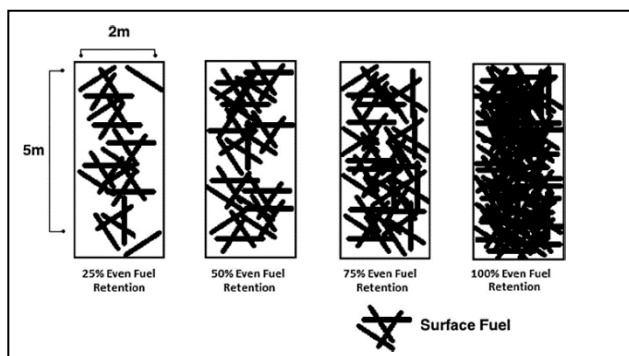 2m
5m
25% Even Fuel
Retention
50% Even Fuel
Retention
75% Even Fuel
Retention
100% Even Fuel
Retention
Surface Fuel